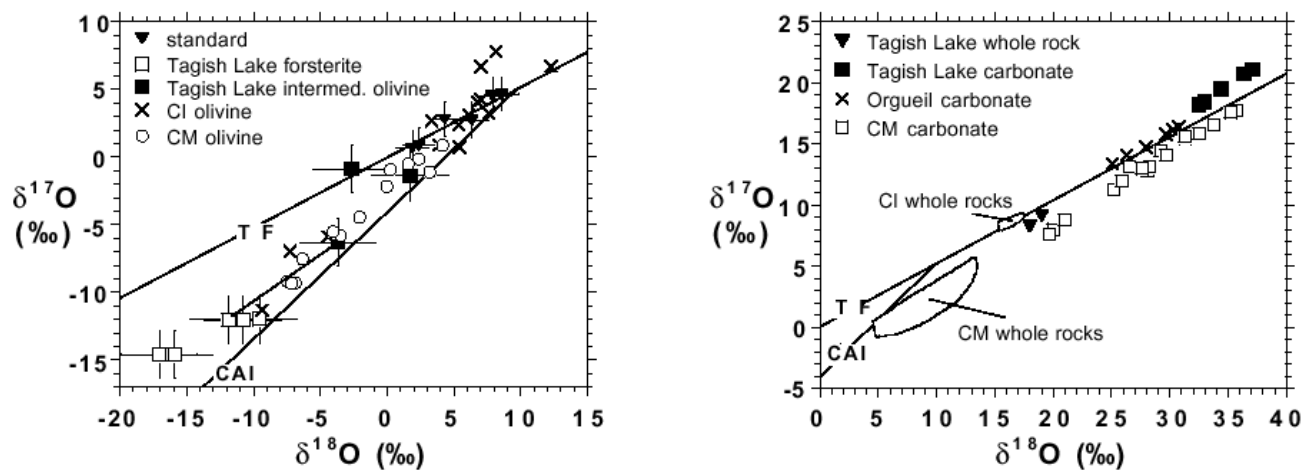 10
5
0
-5
-10
-15
δ17O
(‰)
standard
Tagish Lake forsterite
Tagish Lake intermed. olivine
CI olivine
CM olivine
T F
CAI
-20 -15 -10 -5 0 5 10 15
δ18O (‰)
25
20
15
10
5
0
-5
δ17O
(‰)
Tagish Lake whole rock
Tagish Lake carbonate
Orgueil carbonate
CM carbonate
CI whole rocks
T F
CM whole rocks
CAI
0 5 10 15 20 25 30 35 40
δ18O (‰)